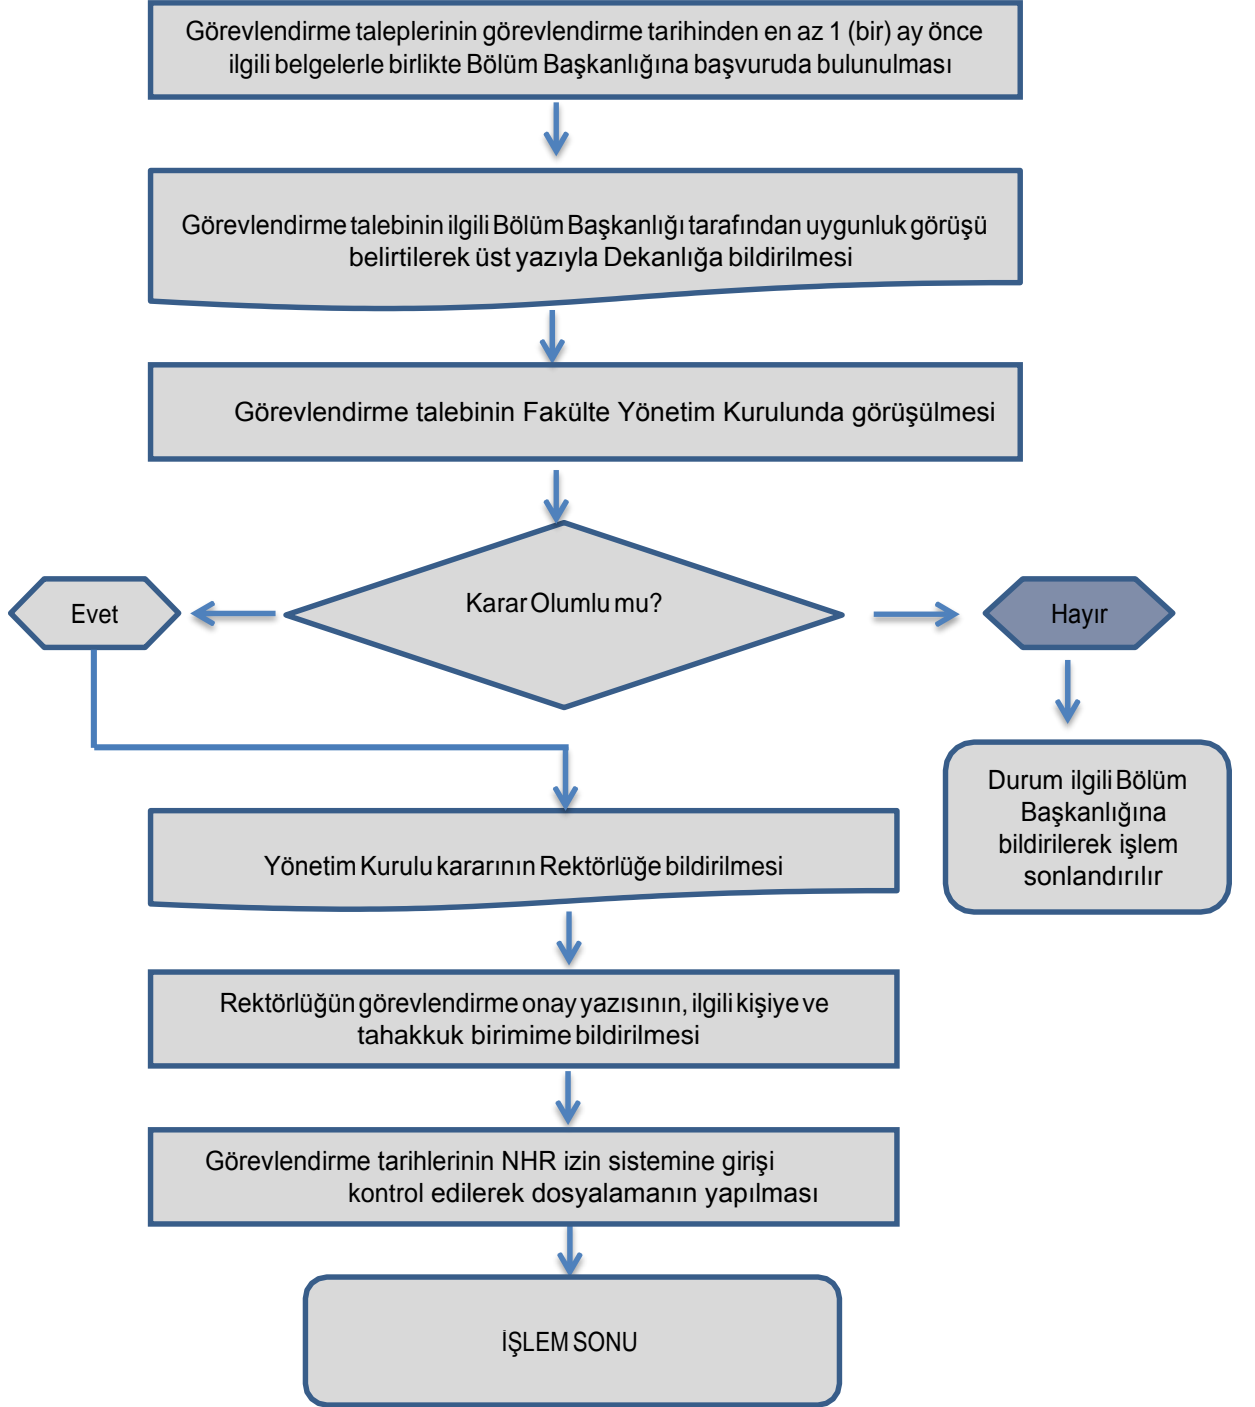 Görevlendirme taleplerinin görevlendirme tarihinden en az 1 (bir) ay önce
ilgili belgelerle birlikte Bölüm Başkanlığına başvuruda bulunulması
Görevlendirme talebinin ilgili Bölüm Başkanlığı tarafından uygunluk görüşü
belirtilerek üst yazıyla Dekanlığa bildirilmesi
Görevlendirme talebinin Fakülte Yönetim Kurulunda görüşülmesi
Karar Olumlu mu?
Evet
Hayır
Durum ilgili Bölüm
Başkanlığına
bildirilerek işlem
sonlandırılır
Yönetim Kurulu kararının Rektörlüğe bildirilmesi
Rektörlüğün görevlendirme onay yazısının, ilgili kişiye ve
tahakkuk birimime bildirilmesi
Görevlendirme tarihlerinin NHR izin sistemine girişi
kontrol edilerek dosyalamanın yapılması
İŞLEM SONU